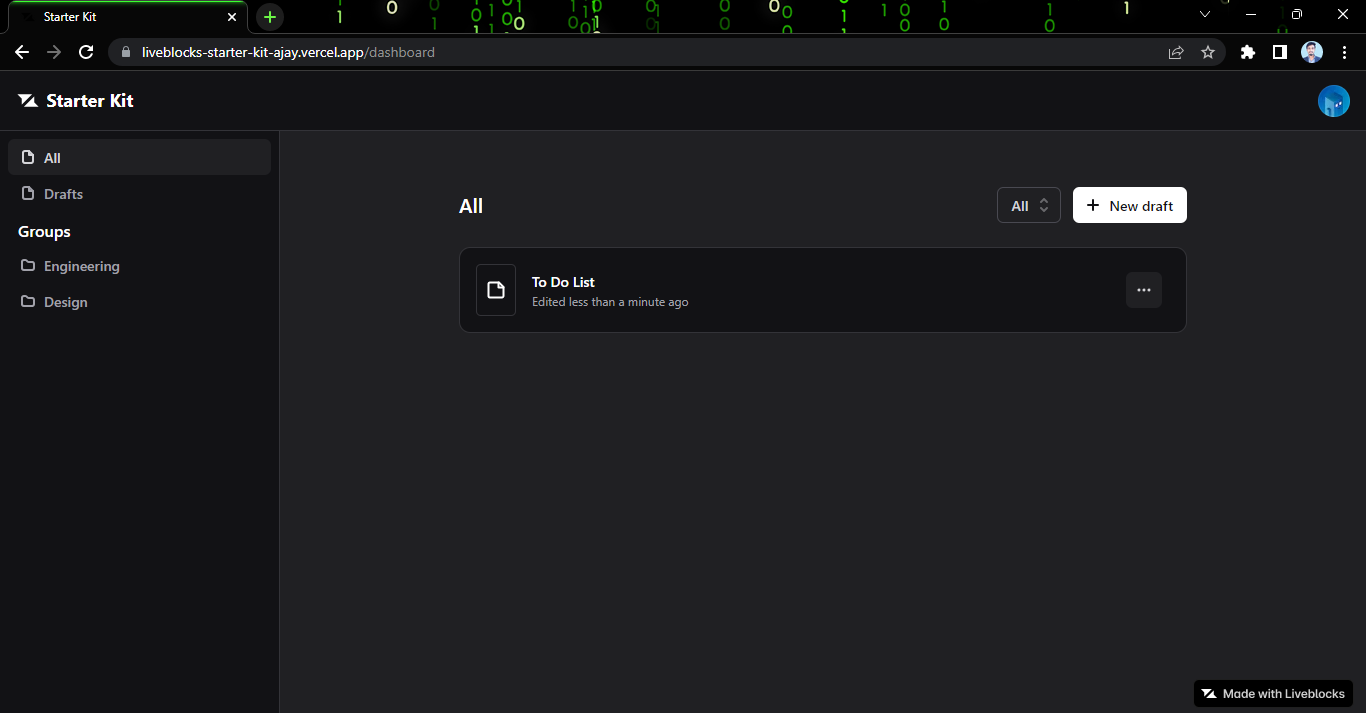 Starter Kit
liveblocks-starter-kit-ajay.vercel.app/dashboard
Starter Kit
All
Drafts
Groups
Engineering
Design
All
All
New draft
To Do List
Edited less than a minute ago
Made with Liveblocks